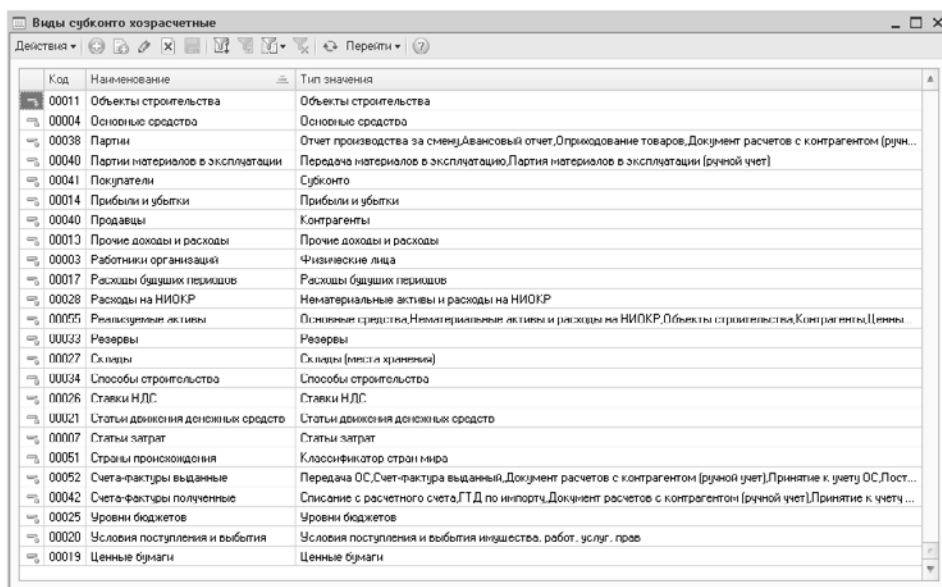 Виды субконто хозрасчетные
Действия Перейти
Код Наименование Тип значения
00011 Объекты строительства Объекты строительства
00004 Основные средства Основные средства
00038 Партии Отчет производства за смену,Авансовый отчет,Оприходование товаров,Документ расчетов с контрагентом (ручн...
00040 Партии материалов в эксплуатации Передача материалов в эксплуатацию,Партия материалов в эксплуатации (ручной учет)
00041 Покупатели Субконто
00014 Прибыли и убытки Прибыли и убытки
00040 Продавцы Контрагенты
00013 Прочие доходы и расходы Прочие доходы и расходы
00003 Работники организаций Физические лица
00017 Расходы будущих периодов Расходы будущих периодов
00028 Расходы на НИОКР Нематериальные активы и расходы на НИОКР
00055 Реализуемые активы Основные средства,Нематериальные активы и расходы на НИОКР,Объекты строительства,Контрагенты,Ценны...
00033 Резервы Резервы
00027 Склады Склады (места хранения)
00034 Способы строительства Способы строительства
00026 Ставки НДС Ставки НДС
00021 Статьи движения денежных средств Статьи движения денежных средств
00007 Статьи затрат Статьи затрат
00051 Страны происхождения Классификатор стран мира
00052 Счета-фактуры выданные Передача ОС,Счет-фактура выданный,Документ расчетов с контрагентом (ручной учет),Принятие к учету ОС,Пост...
00042 Счета-фактуры полученные Списание с расчетного счета,ГТД по импорту,Документ расчетов с контрагентом (ручной учет),Принятие к учету ...
00025 Уровни бюджетов Уровни бюджетов
00020 Условия поступления и выбытия Условия поступления и выбытия имущества, работ, услуг, прав
00019 Ценные бумаги Ценные бумаги